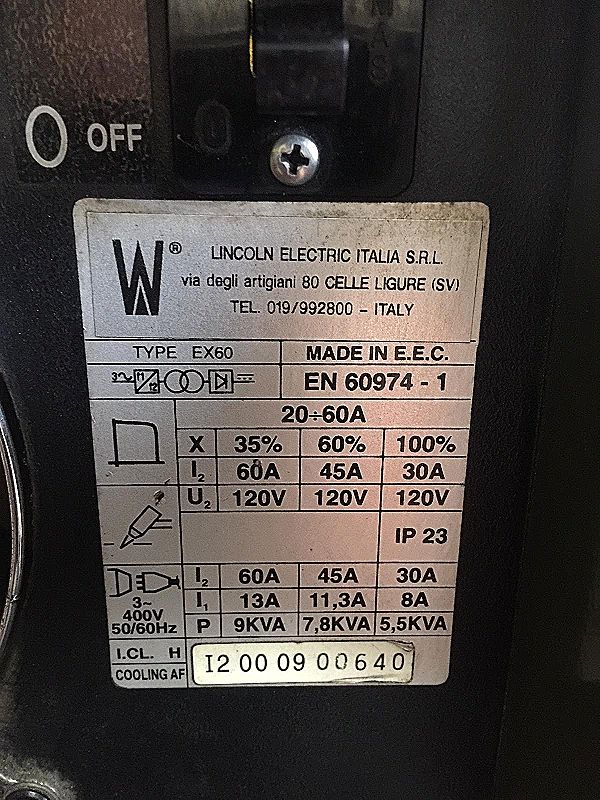 O OFF
W®
LINCOLN ELECTRIC ITALIA S.R.L.
via degli artigiani 80 CELLE LIGURE (SV)
TEL. 019/992800 - ITALY
TYPE EX60 MADE IN E.E.C.
3~ f1 f2 EN 60974 - 1
20÷60A
X 35% 60% 100%
I2 60A 45A 30A
U2 120V 120V 120V
IP 23
I2 60A 45A 30A
3~ I1 13A 11,3A 8A
400V
50/60Hz P 9KVA 7,8KVA 5,5KVA
I.CL. H
COOLING AF
I2 00 09 00640